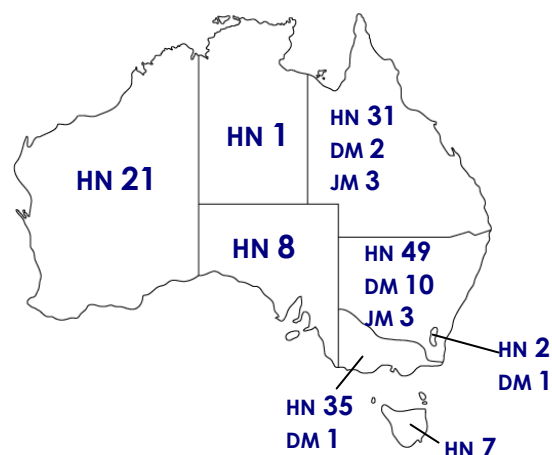 HN 1
HN 31
DM 2
JM 3
HN 21
HN 8
HN 49
DM 10
JM 3
HN 2
DM 1
HN 35
DM 1
HN 7